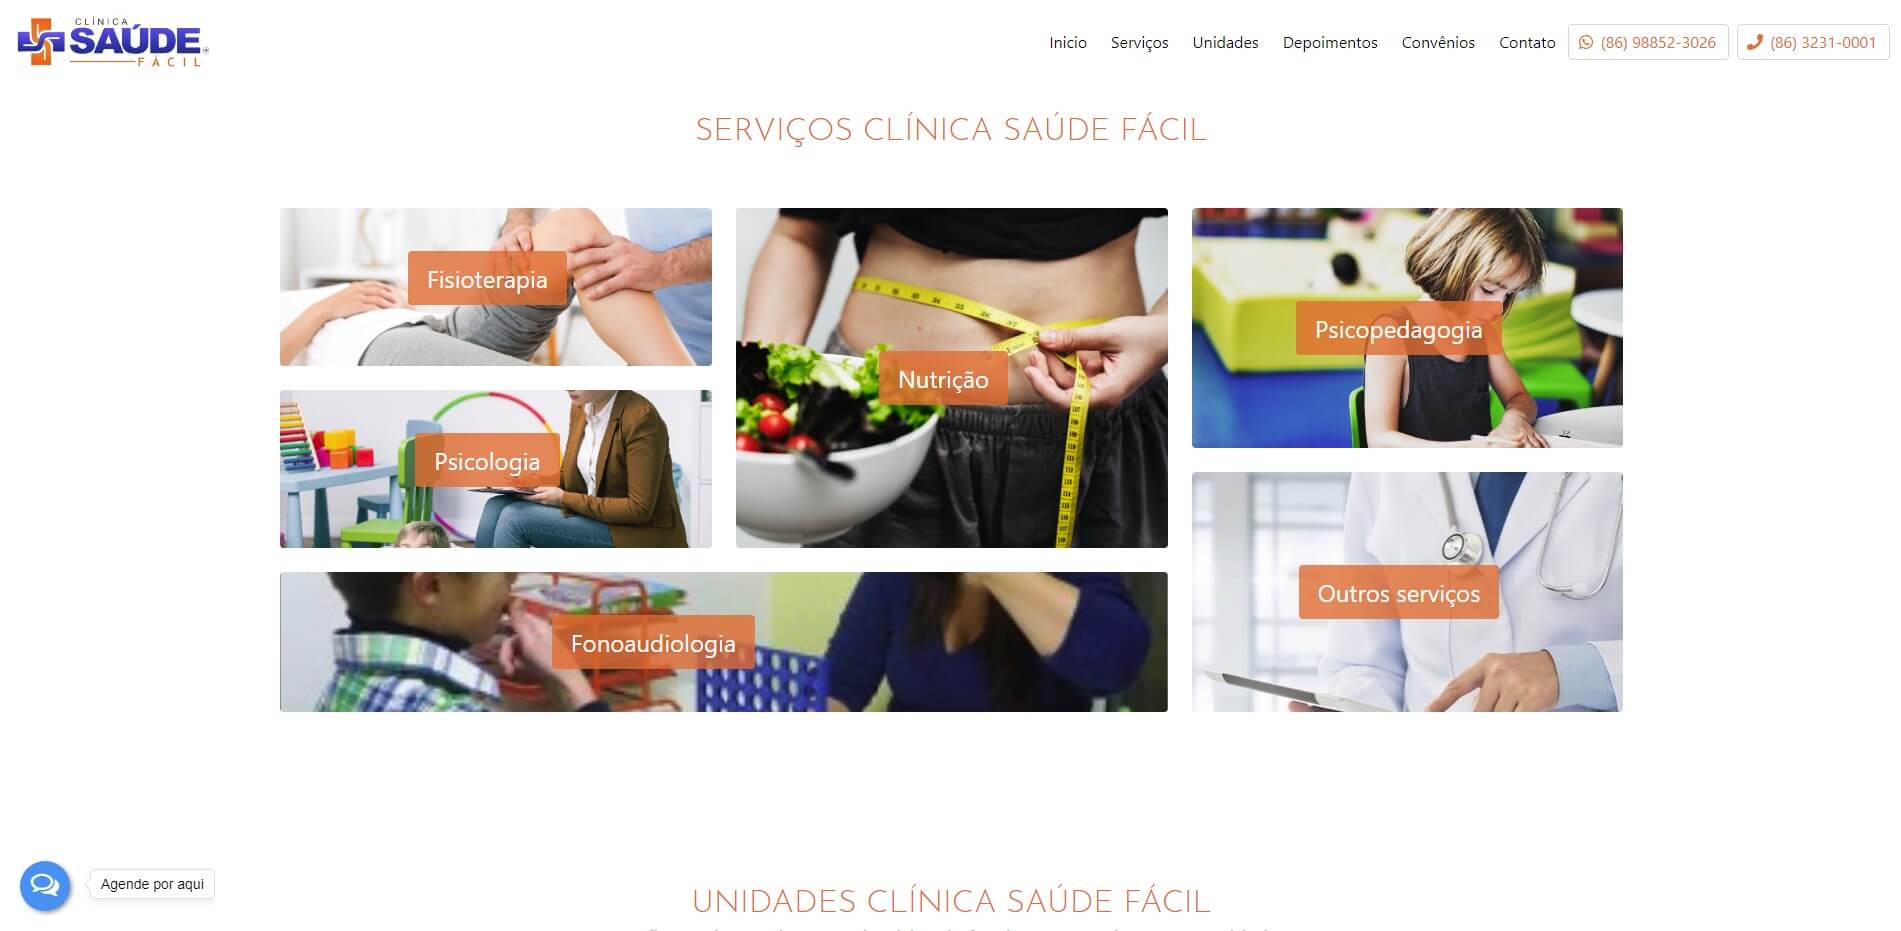 CLÍNICA
SAÚDE
FÁCIL
Inicio
Serviços
Unidades
Depoimentos
Convênios
Contato
(86) 98852-3026
(86) 3231-0001
SERVIÇOS CLÍNICA SAÚDE FÁCIL
Fisioterapia
Nutrição
Psicopedagogia
Psicologia
Outros serviços
Fonoaudiologia
Agende por aqui
UNIDADES CLÍNICA SAÚDE FÁCIL